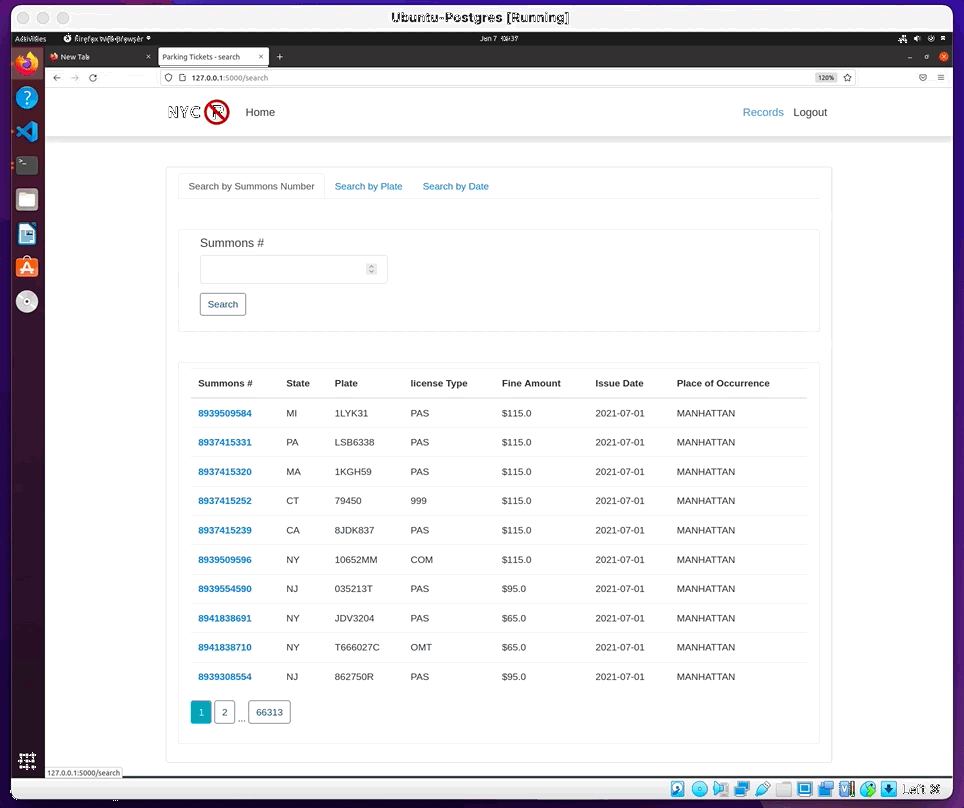 Ubuntu-Postgres [Running]
Activities Firefox Web Browser Jun 7
New Tab Parking Tickets - search
127.0.0.1:5000/search 120%
NYC P Home Records Logout
Search by Summons Number Search by Plate Search by Date
Summons #
Search
Summons # State Plate license Type Fine Amount Issue Date Place of Occurrence
8939509584 MI 1LYK31 PAS $115.0 2021-07-01 MANHATTAN
8937415331 PA LSB6338 PAS $115.0 2021-07-01 MANHATTAN
8937415320 MA 1KGH59 PAS $115.0 2021-07-01 MANHATTAN
8937415252 CT 79450 999 $115.0 2021-07-01 MANHATTAN
8937415239 CA 8JDK837 PAS $115.0 2021-07-01 MANHATTAN
8939509596 NY 10652MM COM $115.0 2021-07-01 MANHATTAN
8939554590 NJ 035213T PAS $95.0 2021-07-01 MANHATTAN
8941838691 NY JDV3204 PAS $65.0 2021-07-01 MANHATTAN
8941838710 NY T666027C OMT $65.0 2021-07-01 MANHATTAN
8939308554 NJ 862750R PAS $95.0 2021-07-01 MANHATTAN
1 2 ... 66313
127.0.0.1:5000/search
Left ⌘